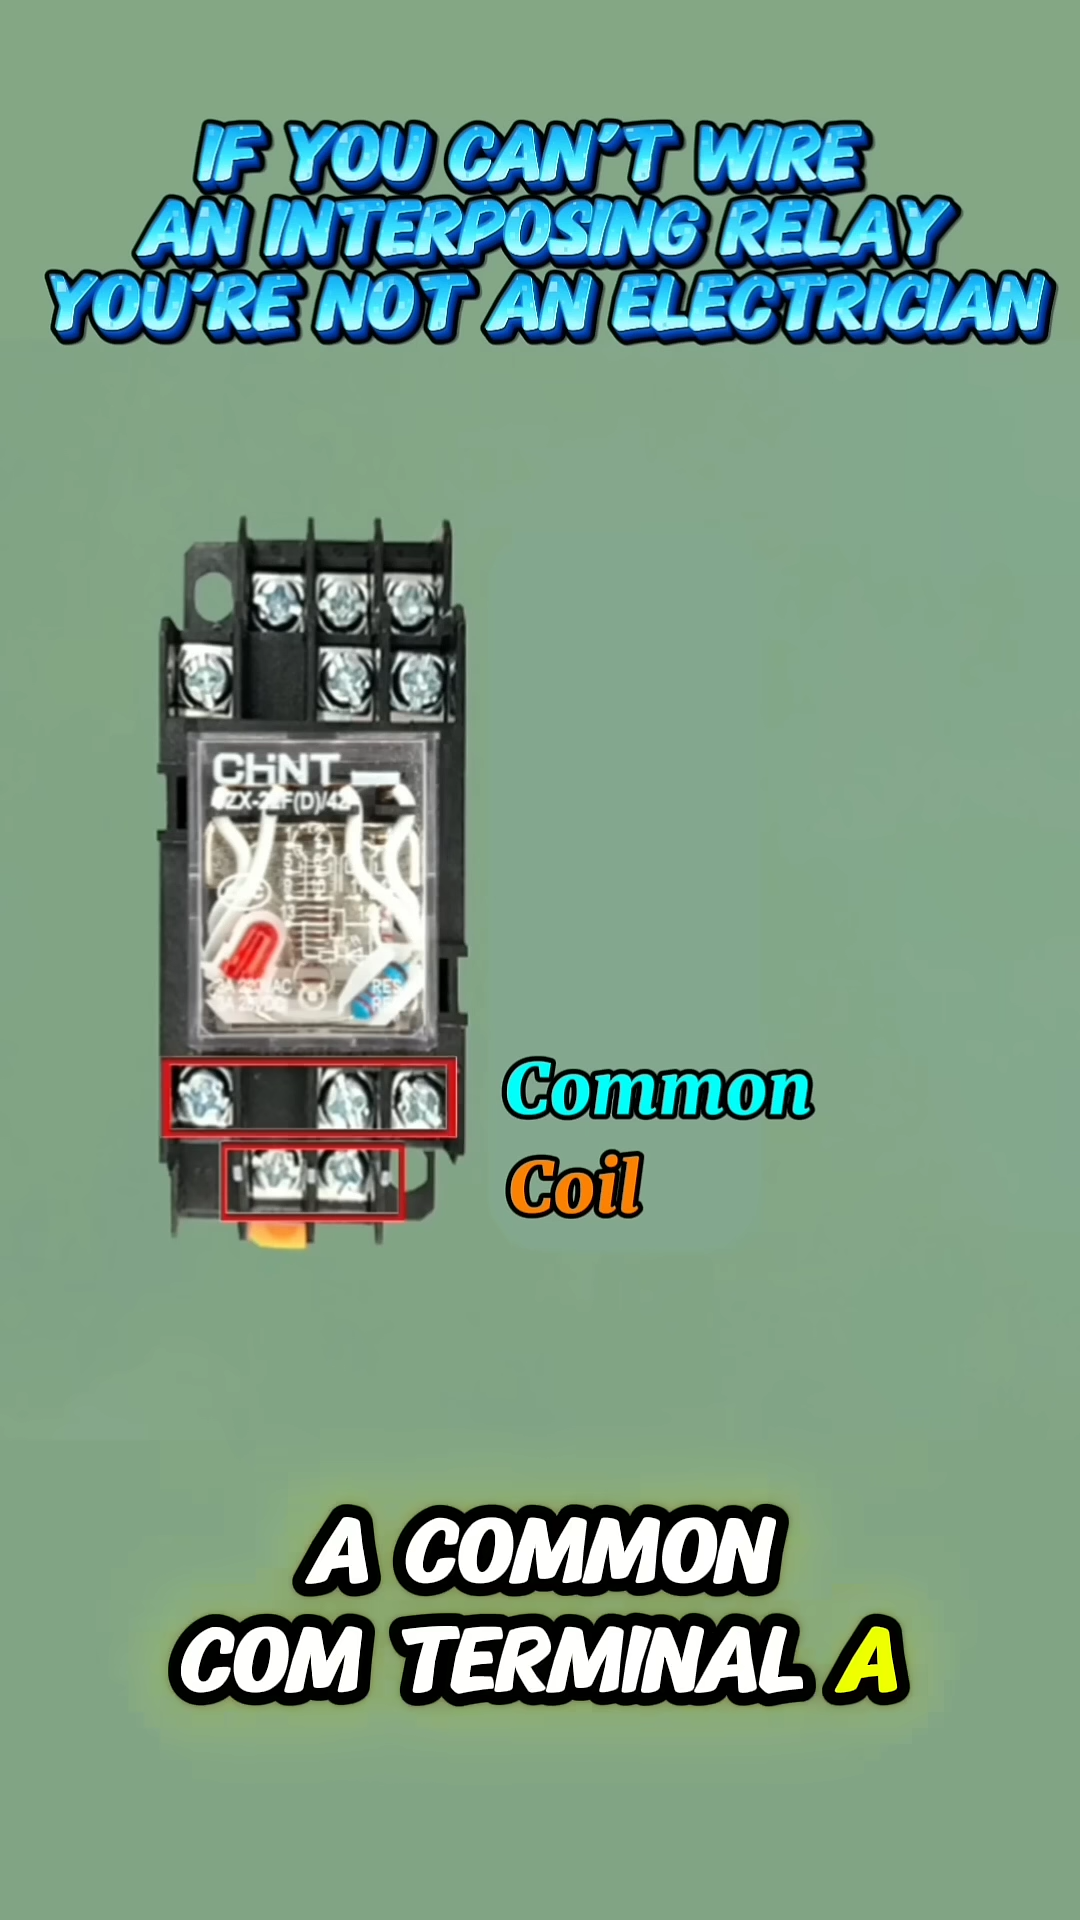 IF YOU CAN'T WIRE
AN INTERPOSING RELAY
YOU'RE NOT AN ELECTRICIAN
CHNT
Common
Coil
A COMMON
COM TERMINAL A